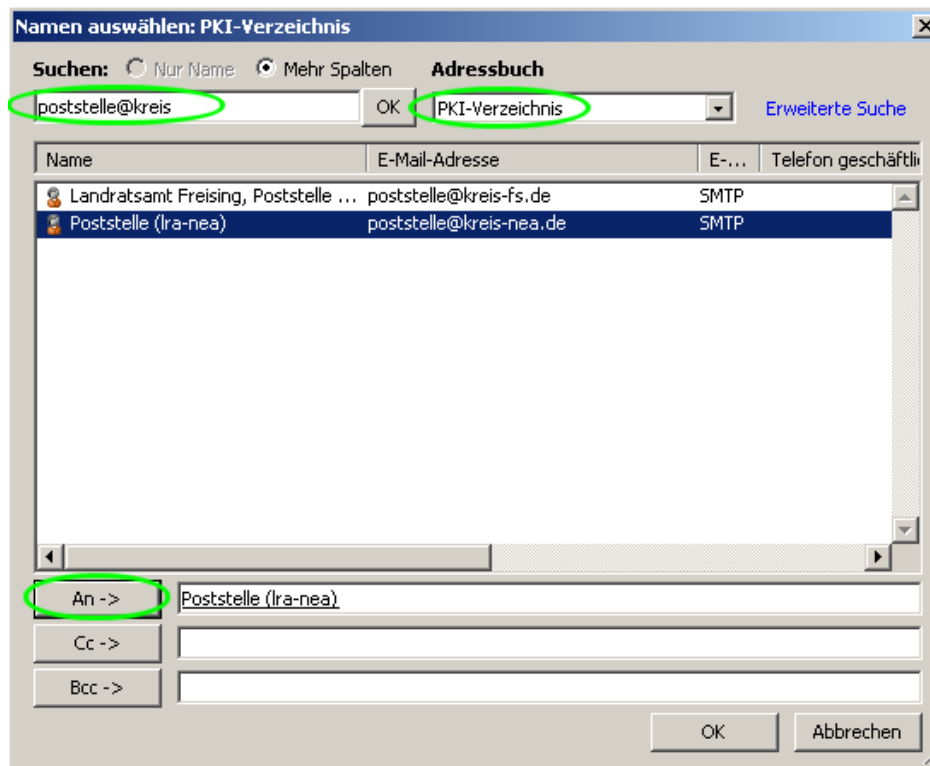 Namen auswählen: PKI-Verzeichnis
Suchen: Nur Name Mehr Spalten Adressbuch
poststelle@kreis OK PKI-Verzeichnis Erweiterte Suche
Name E-Mail-Adresse E-... Telefon geschäftli
Landratsamt Freising, Poststelle ... poststelle@kreis-fs.de SMTP
Poststelle (lra-nea) poststelle@kreis-nea.de SMTP
An -> Poststelle (lra-nea)
Cc ->
Bcc ->
OK Abbrechen